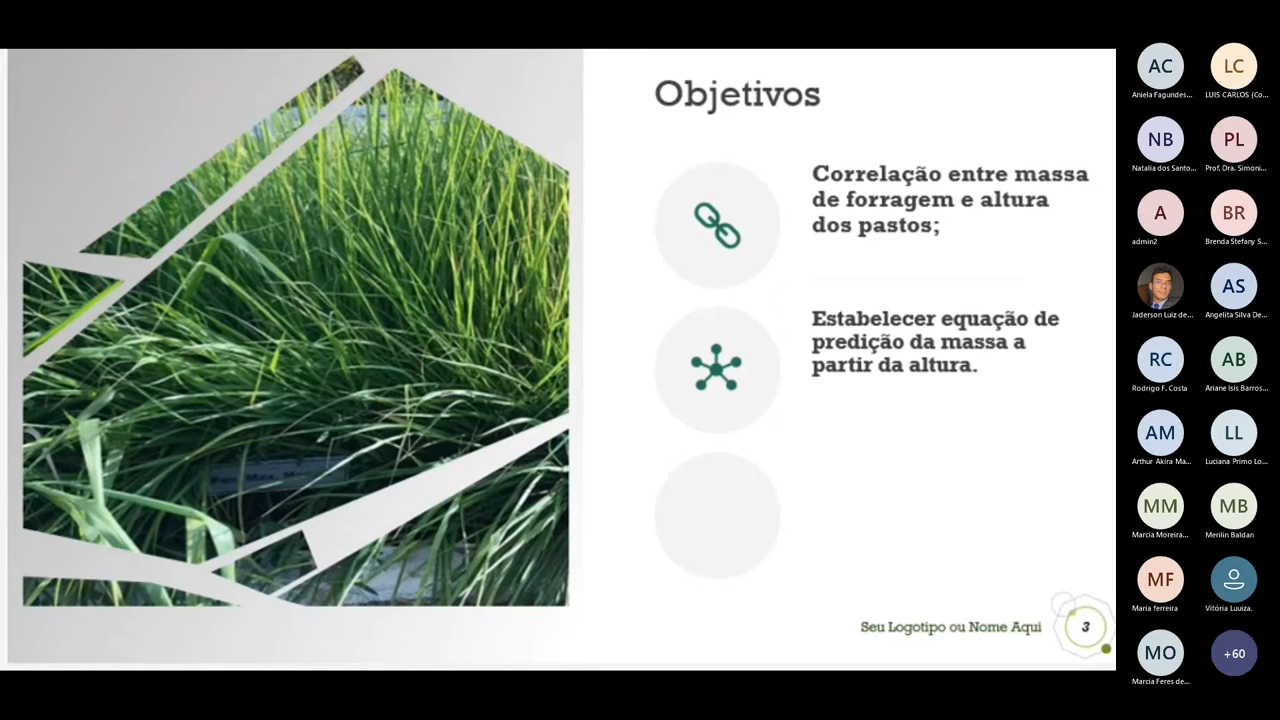 Objetivos
Correlação entre massa
de forragem e altura
dos pastos;
Estabelecer equação de
predição da massa a
partir da altura.
Seu Logotipo ou Nome Aqui
3
AC
LC
Aniela Fagundes...
LUIS CARLOS (Co...
NB
PL
Natalia dos Santo...
Prof. Dra. Simoni...
A
BR
admin2
Brenda Stefany S...
AS
Jaderson Luiz de...
Angelita Silva De...
RC
AB
Rodrigo F. Costa
Ariane Isis Barros...
AM
LL
Arthur Akira Ma...
Luciana Primo Lo...
MM
MB
Marcia Moreira...
Merilin Baldan
MF
Maria ferreira
Vitória Luuiza.
MO
+60
Marcia Feres de...